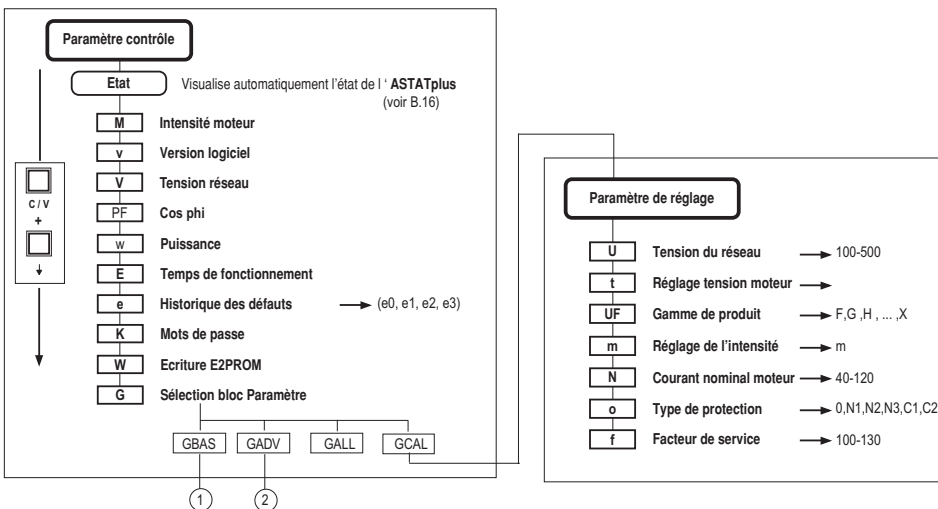 Paramètre contrôle
Etat Visualise automatiquement l'état de l ‘ ASTATplus
(voir B.16)
M Intensité moteur
v Version logiciel
V Tension réseau
PF Cos phi
w Puissance
E Temps de fonctionnement
e Historique des défauts (e0, e1, e2, e3)
K Mots de passe
W Ecriture E2PROM
G Sélection bloc Paramètre
GBAS GADV GALL GCAL
1 2
C / V
+
Paramètre de réglage
U Tension du réseau 100-500
t Réglage tension moteur
UF Gamme de produit F,G ,H , ... ,X
m Réglage de l'intensité m
N Courant nominal moteur 40-120
o Type de protection 0,N1,N2,N3,C1,C2
f Facteur de service 100-130